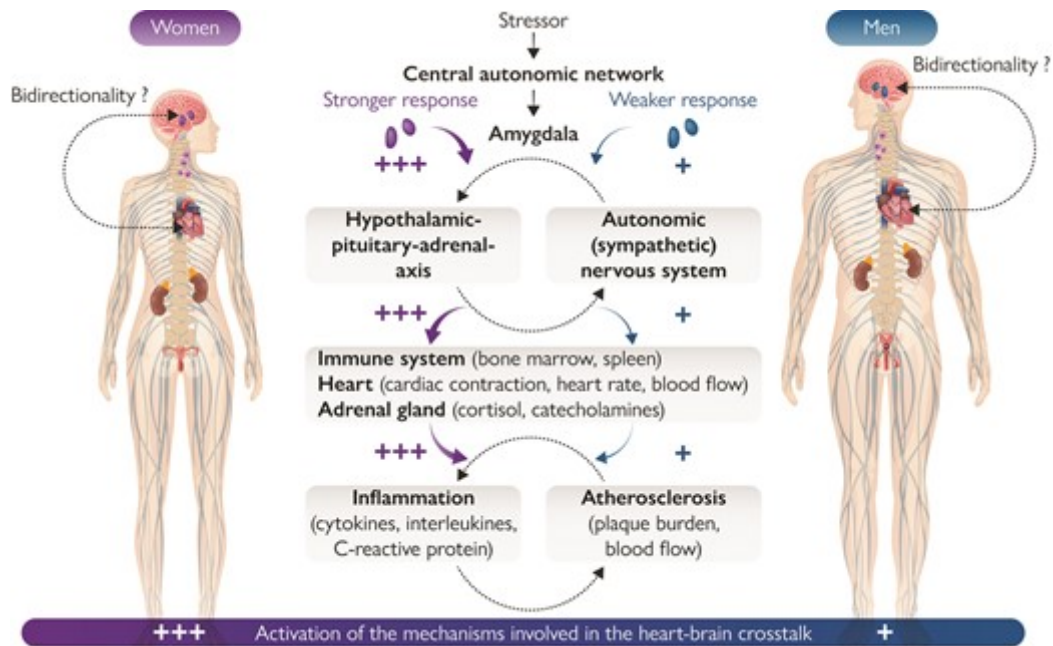 Women
Stressor
Men
Central autonomic network
Bidirectionality ?
Bidirectionality ?
Stronger response
Weaker response
Amygdala
+++
+
Hypothalamic-
pituitary-adrenal-
axis
Autonomic
(sympathetic)
nervous system
+++
+
Immune system (bone marrow, spleen)
Heart (cardiac contraction, heart rate, blood flow)
Adrenal gland (cortisol, catecholamines)
+++
+
Inflammation
(cytokines, interleukines,
C-reactive protein)
Atherosclerosis
(plaque burden,
blood flow)
+++ Activation of the mechanisms involved in the heart-brain crosstalk +